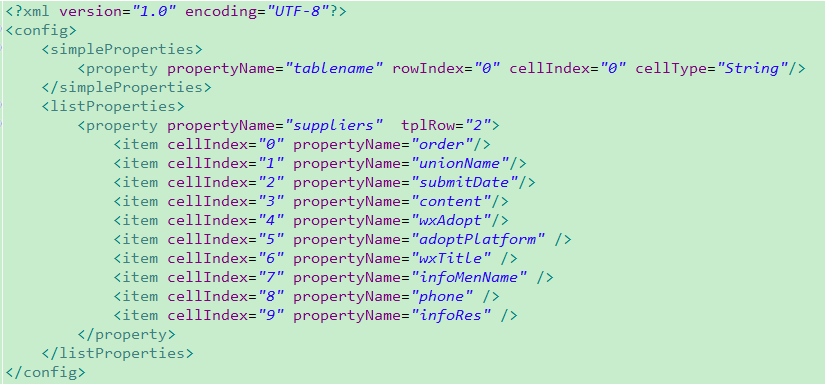 <?xml version="1.0" encoding="UTF-8"?>
<config>
    <simpleProperties>
        <property propertyName="tablename" rowIndex="0" cellIndex="0" cellType="String"/>
    </simpleProperties>
    <listProperties>
        <property propertyName="suppliers"  tplRow="2">
            <item cellIndex="0" propertyName="order"/>
            <item cellIndex="1" propertyName="unionName"/>
            <item cellIndex="2" propertyName="submitDate"/>
            <item cellIndex="3" propertyName="content"/>
            <item cellIndex="4" propertyName="wxAdopt"/>
            <item cellIndex="5" propertyName="adoptPlatform" />
            <item cellIndex="6" propertyName="wxTitle" />
            <item cellIndex="7" propertyName="infoMenName" />
            <item cellIndex="8" propertyName="phone" />
            <item cellIndex="9" propertyName="infoRes" />
        </property>
    </listProperties>
</config>